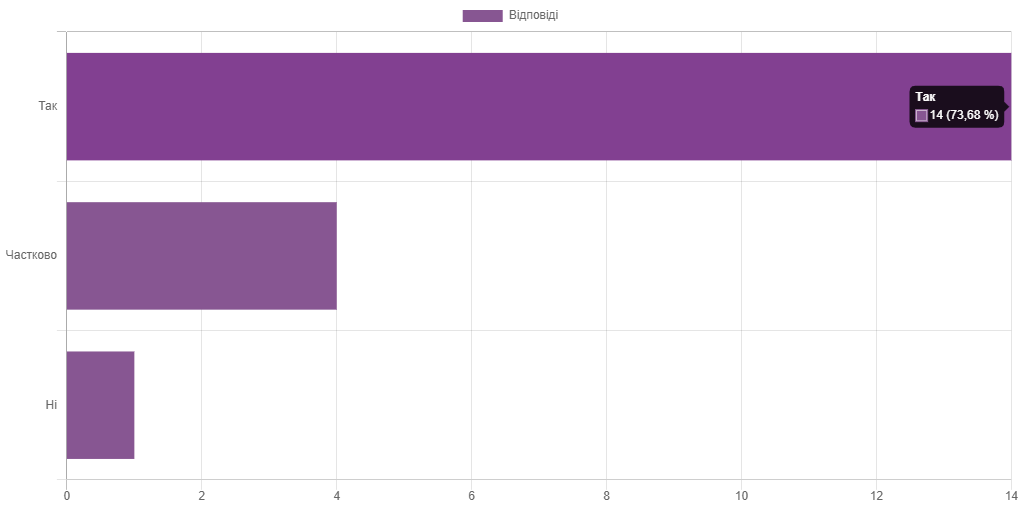 Відповіді
Так
Так
14 (73,68 %)
Частково
Ні
0 2 4 6 8 10 12 14